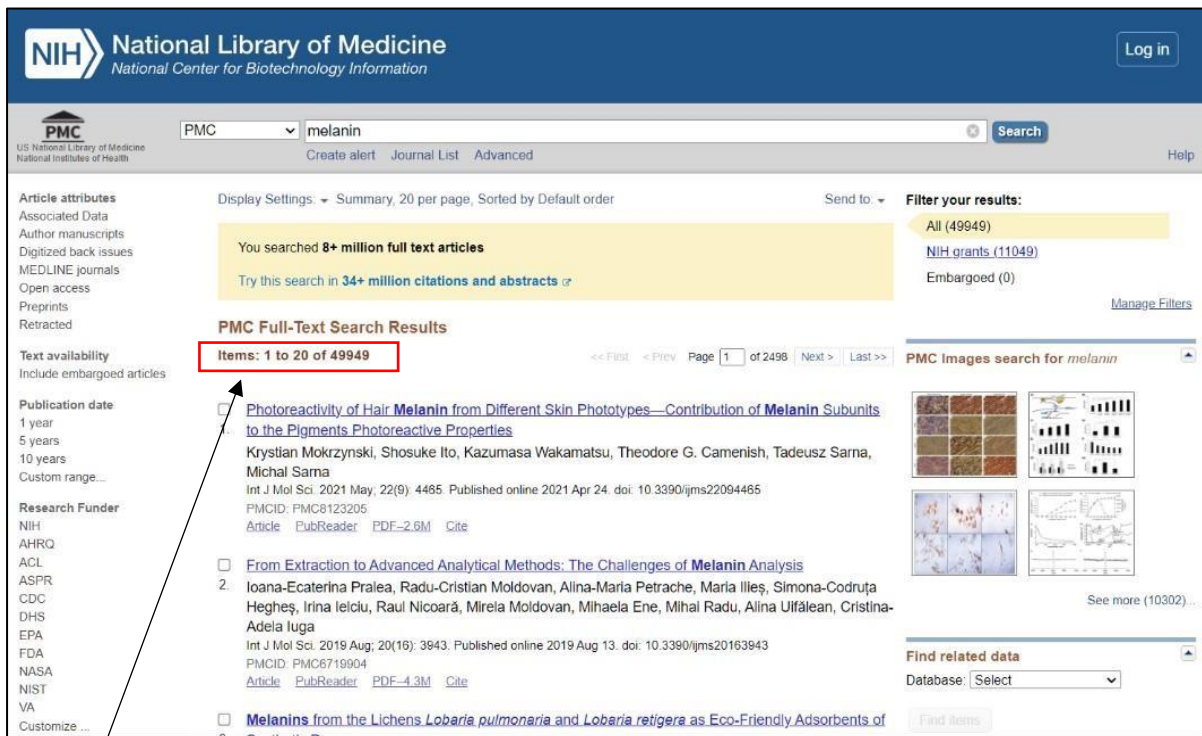 NIH National Library of Medicine
National Center for Biotechnology Information
Log in
PMC
US National Library of Medicine
National Institutes of Health
PMC melanin Search
Create alert Journal List Advanced Help
Article attributes
Associated Data
Author manuscripts
Digitized back issues
MEDLINE journals
Open access
Preprints
Retracted
Text availability
Include embargoed articles
Publication date
1 year
5 years
10 years
Custom range...
Research Funder
NIH
AHRQ
ACL
ASPR
CDC
DHS
EPA
FDA
NASA
NIST
VA
Customize ...
Display Settings: Summary, 20 per page, Sorted by Default order Send to:
You searched 8+ million full text articles
Try this search in 34+ million citations and abstracts
PMC Full-Text Search Results
Items: 1 to 20 of 49949
<< First < Prev Page 1 of 2498 Next > Last >>
Photoreactivity of Hair Melanin from Different Skin Phototypes—Contribution of Melanin Subunits
1. to the Pigments Photoreactive Properties
Krystian Mokrzynski, Shosuke Ito, Kazumasa Wakamatsu, Theodore G. Camenish, Tadeusz Sarna,
Michal Sarna
Int J Mol Sci. 2021 May; 22(9): 4465. Published online 2021 Apr 24. doi: 10.3390/ijms22094465
PMCID: PMC8123205
Article PubReader PDF–2.6M Cite
From Extraction to Advanced Analytical Methods: The Challenges of Melanin Analysis
2. Ioana-Ecaterina Pralea, Radu-Cristian Moldovan, Alina-Maria Petrache, Maria Ilieș, Simona-Codruța
Hegheș, Irina Ielciu, Raul Nicoară, Mirela Moldovan, Mihaela Ene, Mihai Radu, Alina Uifălean, Cristina-
Adela Iuga
Int J Mol Sci. 2019 Aug; 20(16): 3943. Published online 2019 Aug 13. doi: 10.3390/ijms20163943
PMCID: PMC6719904
Article PubReader PDF–4.3M Cite
Melanins from the Lichens Lobaria pulmonaria and Lobaria retigera as Eco-Friendly Adsorbents of
Filter your results:
All (49949)
NIH grants (11049)
Embargoed (0)
Manage Filters
PMC Images search for melanin
See more (10302)...
Find related data
Database: Select
Find items